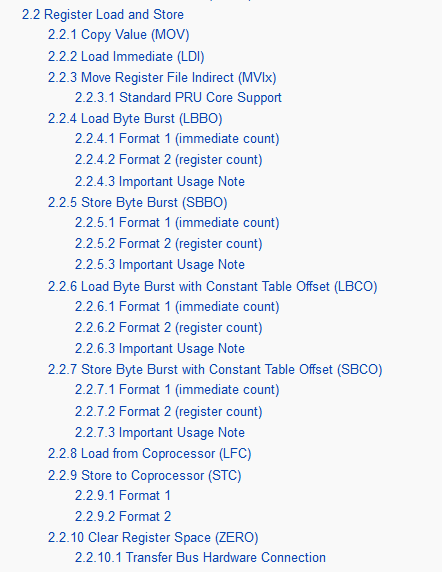 2.2 Register Load and Store
2.2.1 Copy Value (MOV)
2.2.2 Load Immediate (LDI)
2.2.3 Move Register File Indirect (MVIx)
2.2.3.1 Standard PRU Core Support
2.2.4 Load Byte Burst (LBBO)
2.2.4.1 Format 1 (immediate count)
2.2.4.2 Format 2 (register count)
2.2.4.3 Important Usage Note
2.2.5 Store Byte Burst (SBBO)
2.2.5.1 Format 1 (immediate count)
2.2.5.2 Format 2 (register count)
2.2.5.3 Important Usage Note
2.2.6 Load Byte Burst with Constant Table Offset (LBCO)
2.2.6.1 Format 1 (immediate count)
2.2.6.2 Format 2 (register count)
2.2.6.3 Important Usage Note
2.2.7 Store Byte Burst with Constant Table Offset (SBCO)
2.2.7.1 Format 1 (immediate count)
2.2.7.2 Format 2 (register count)
2.2.7.3 Important Usage Note
2.2.8 Load from Coprocessor (LFC)
2.2.9 Store to Coprocessor (STC)
2.2.9.1 Format 1
2.2.9.2 Format 2
2.2.10 Clear Register Space (ZERO)
2.2.10.1 Transfer Bus Hardware Connection